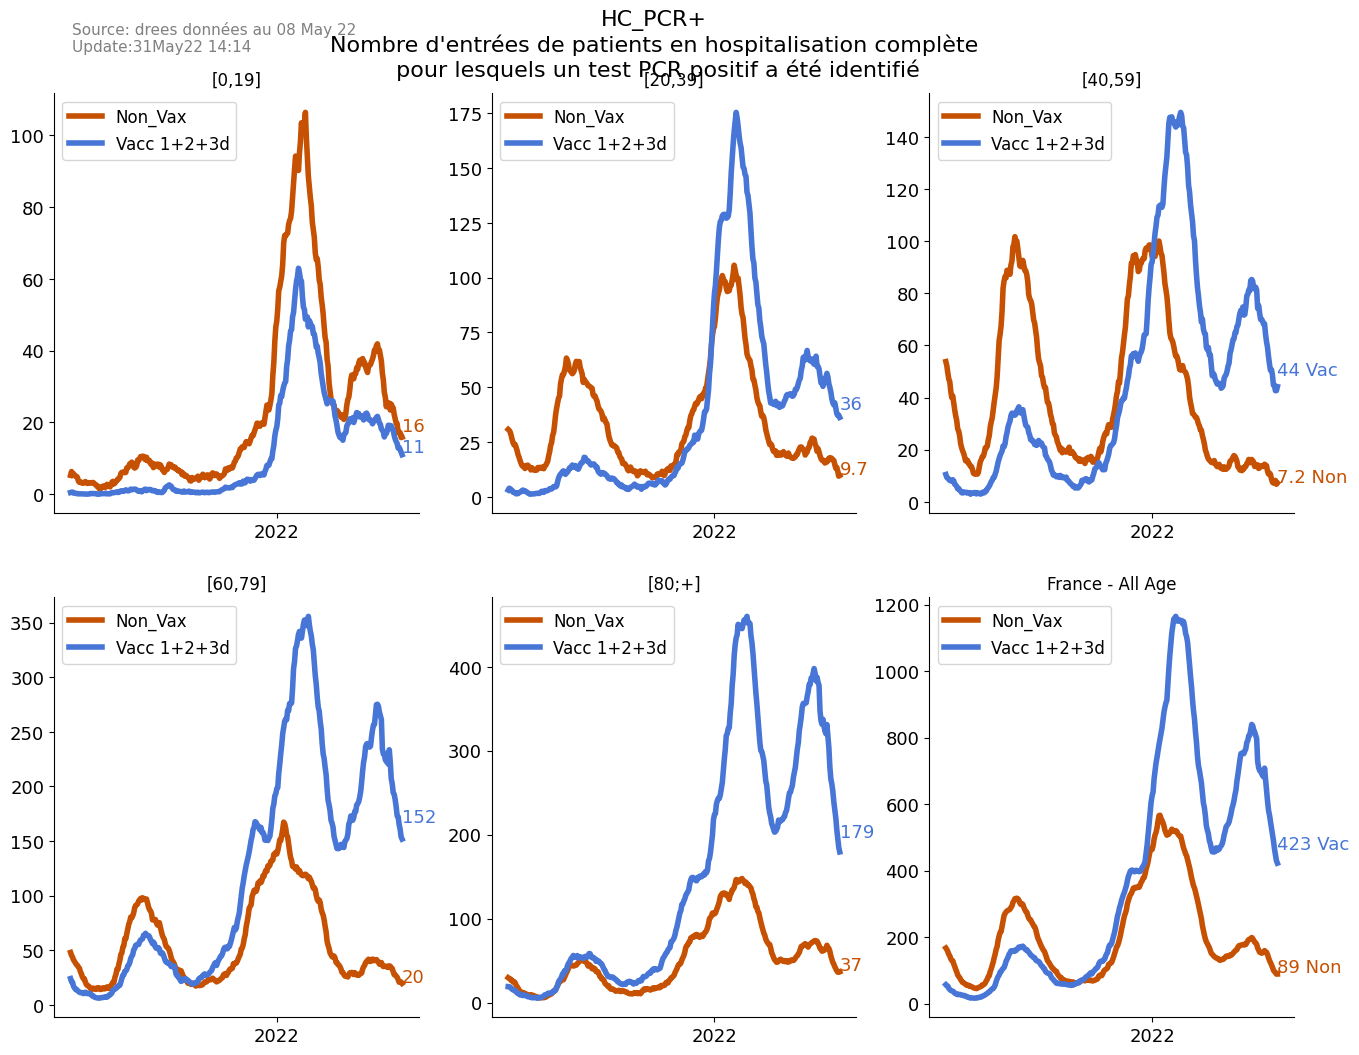 Source: drees données au 08 May 22
Update:31May22 14:14
HC_PCR+
Nombre d'entrées de patients en hospitalisation complète
pour lesquels un test PCR positif a été identifié
[0,19]
Non_Vax
Vacc 1+2+3d
100
80
60
40
20
0
16
11
2022
[20,39]
Non_Vax
Vacc 1+2+3d
175
150
125
100
75
50
25
0
36
9.7
2022
[40,59]
Non_Vax
Vacc 1+2+3d
140
120
100
80
60
40
20
0
44 Vac
7.2 Non
2022
[60,79]
Non_Vax
Vacc 1+2+3d
350
300
250
200
150
100
50
0
152
20
2022
[80;+]
Non_Vax
Vacc 1+2+3d
400
300
200
100
0
179
37
2022
France - All Age
Non_Vax
Vacc 1+2+3d
1200
1000
800
600
400
200
0
423 Vac
89 Non
2022